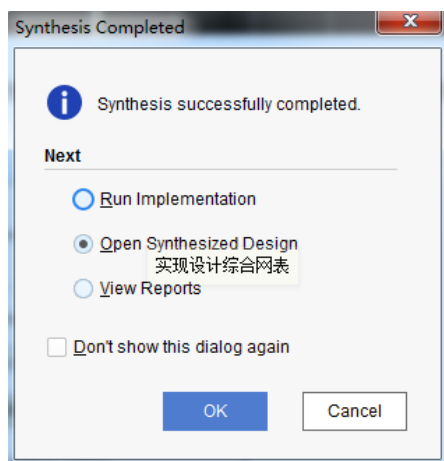 Synthesis Completed
Synthesis successfully completed.
Next
Run Implementation
Open Synthesized Design
实现设计综合网表
View Reports
Don't show this dialog again
OK Cancel